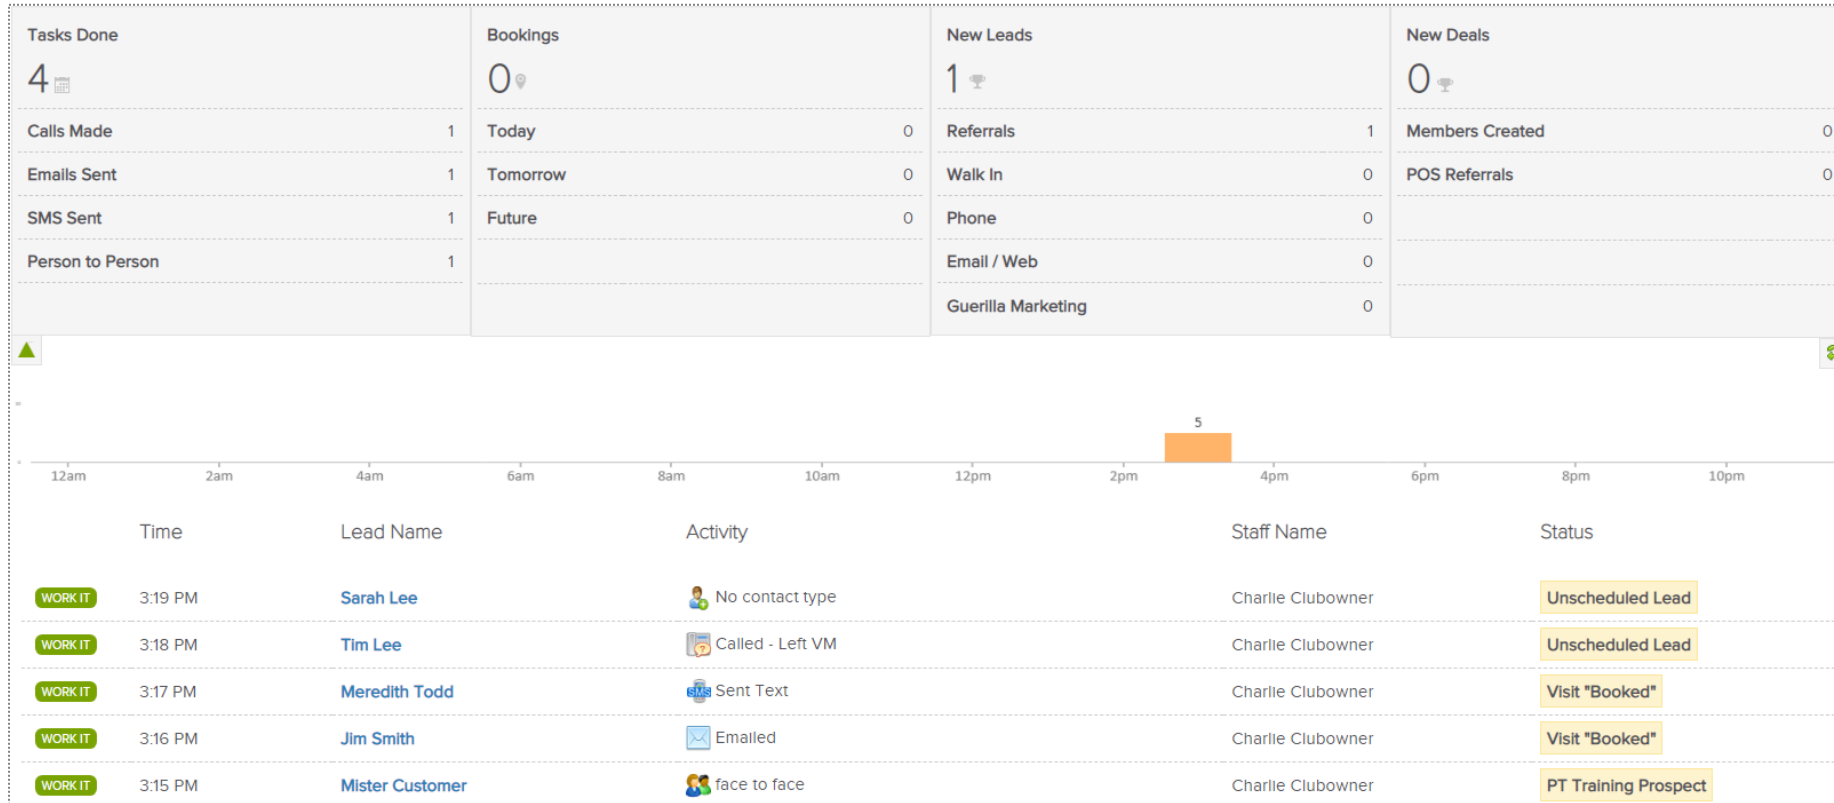 Tasks Done Bookings New Leads New Deals
4 0 1 0
Calls Made 1 Today 0 Referrals 1 Members Created 0
Emails Sent 1 Tomorrow 0 Walk In 0 POS Referrals 0
SMS Sent 1 Future 0 Phone 0
Person to Person 1 Email / Web 0
Guerilla Marketing 0
5
12am 2am 4am 6am 8am 10am 12pm 2pm 4pm 6pm 8pm 10pm
Time Lead Name Activity Staff Name Status
WORK IT 3:19 PM Sarah Lee No contact type Charlie Clubowner Unscheduled Lead
WORK IT 3:18 PM Tim Lee Called - Left VM Charlie Clubowner Unscheduled Lead
WORK IT 3:17 PM Meredith Todd SMS Sent Text Charlie Clubowner Visit "Booked"
WORK IT 3:16 PM Jim Smith Emailed Charlie Clubowner Visit "Booked"
WORK IT 3:15 PM Mister Customer face to face Charlie Clubowner PT Training Prospect